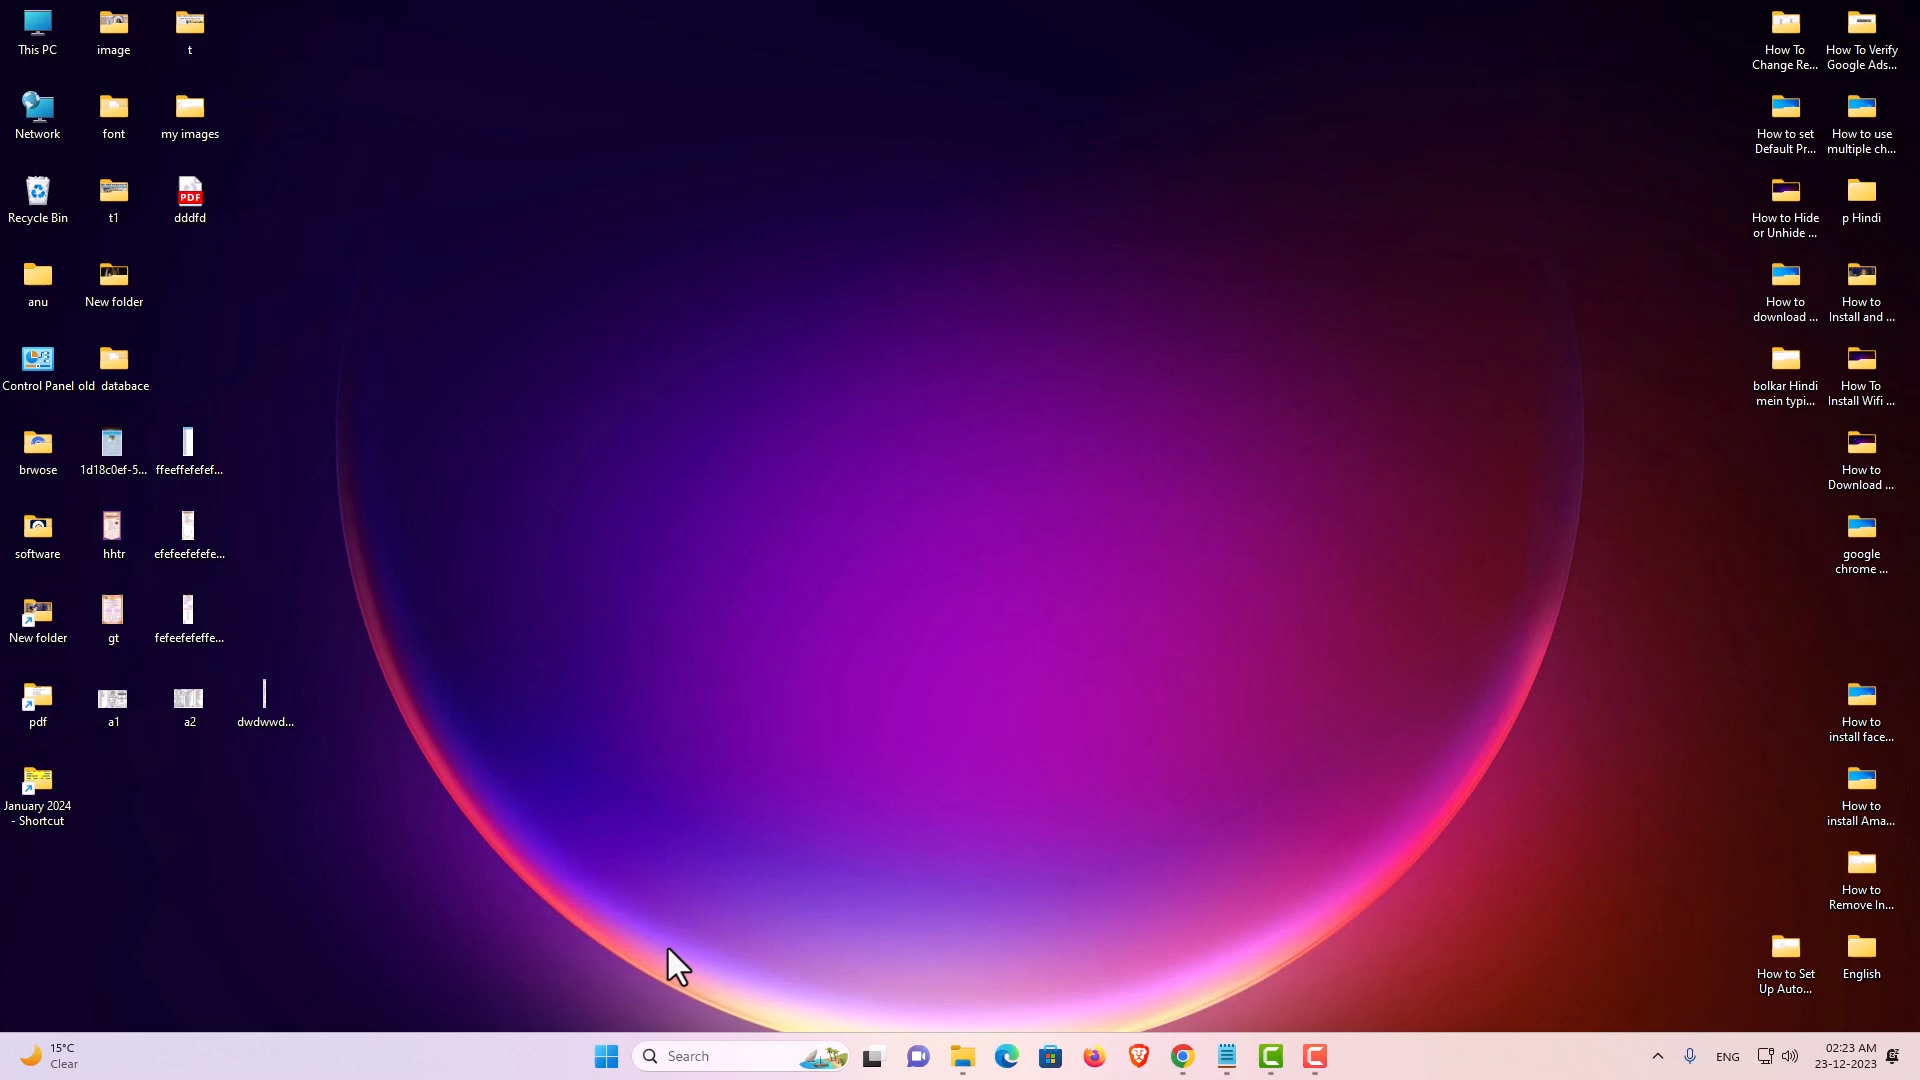 This PC
image
t
Network
font
my images
Recycle Bin
t1
PDF
dddfd
anu
New folder
Control Panel
old databace
brwose
1d18c0ef-5...
ffeeffefefef...
software
hhtr
efefeefefefe...
New folder
gt
fefeefefeffe...
pdf
a1
a2
dwdwwd...
January 2024
- Shortcut
How To
Change Re...
How To Verify
Google Ads...
How to set
Default Pr...
How to use
multiple ch...
How to Hide
or Unhide ...
p Hindi
How to
download ...
How to
Install and ...
bolkar Hindi
mein typi...
How To
Install Wifi ...
How to
Download ...
google
chrome ...
How to
install face...
How to
install Ama...
How to
Remove In...
How to Set
Up Auto...
English
15°C
Clear
Search
ENG
02:23 AM
23-12-2023